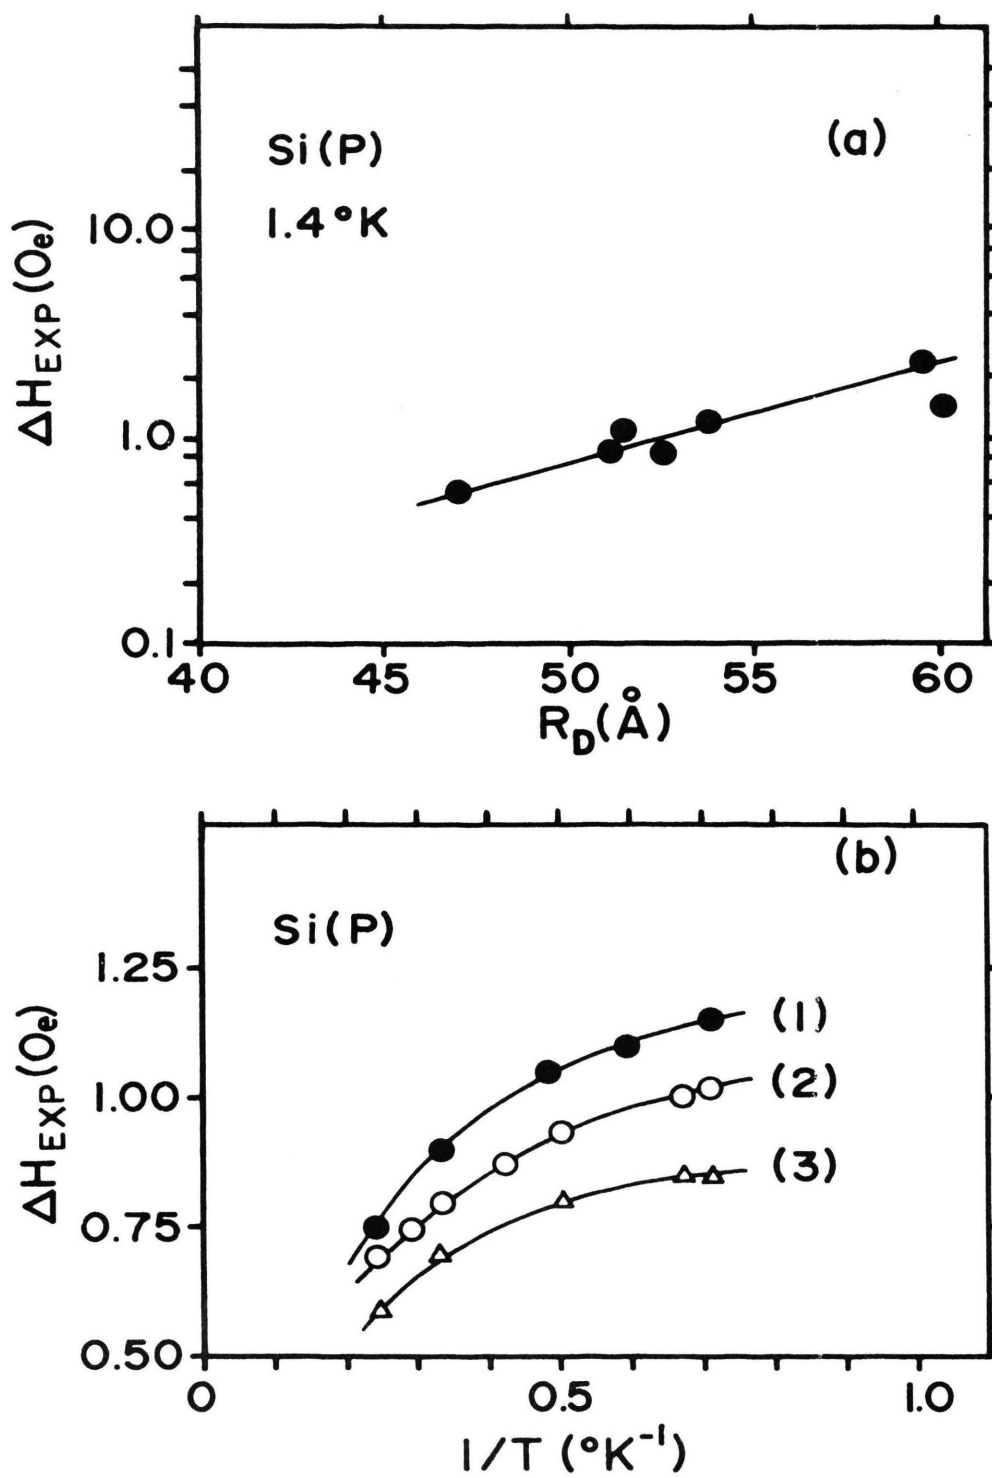 (a)
Si(P)
1.4°K
10.0
1.0
0.1
ΔH_EXP(Oe)
40 45 50 55 60
R_D(Å)
(b)
Si(P)
1.25
1.00
0.75
0.50
ΔH_EXP(Oe)
(1)
(2)
(3)
0 0.5 1.0
1/T (°K⁻¹)